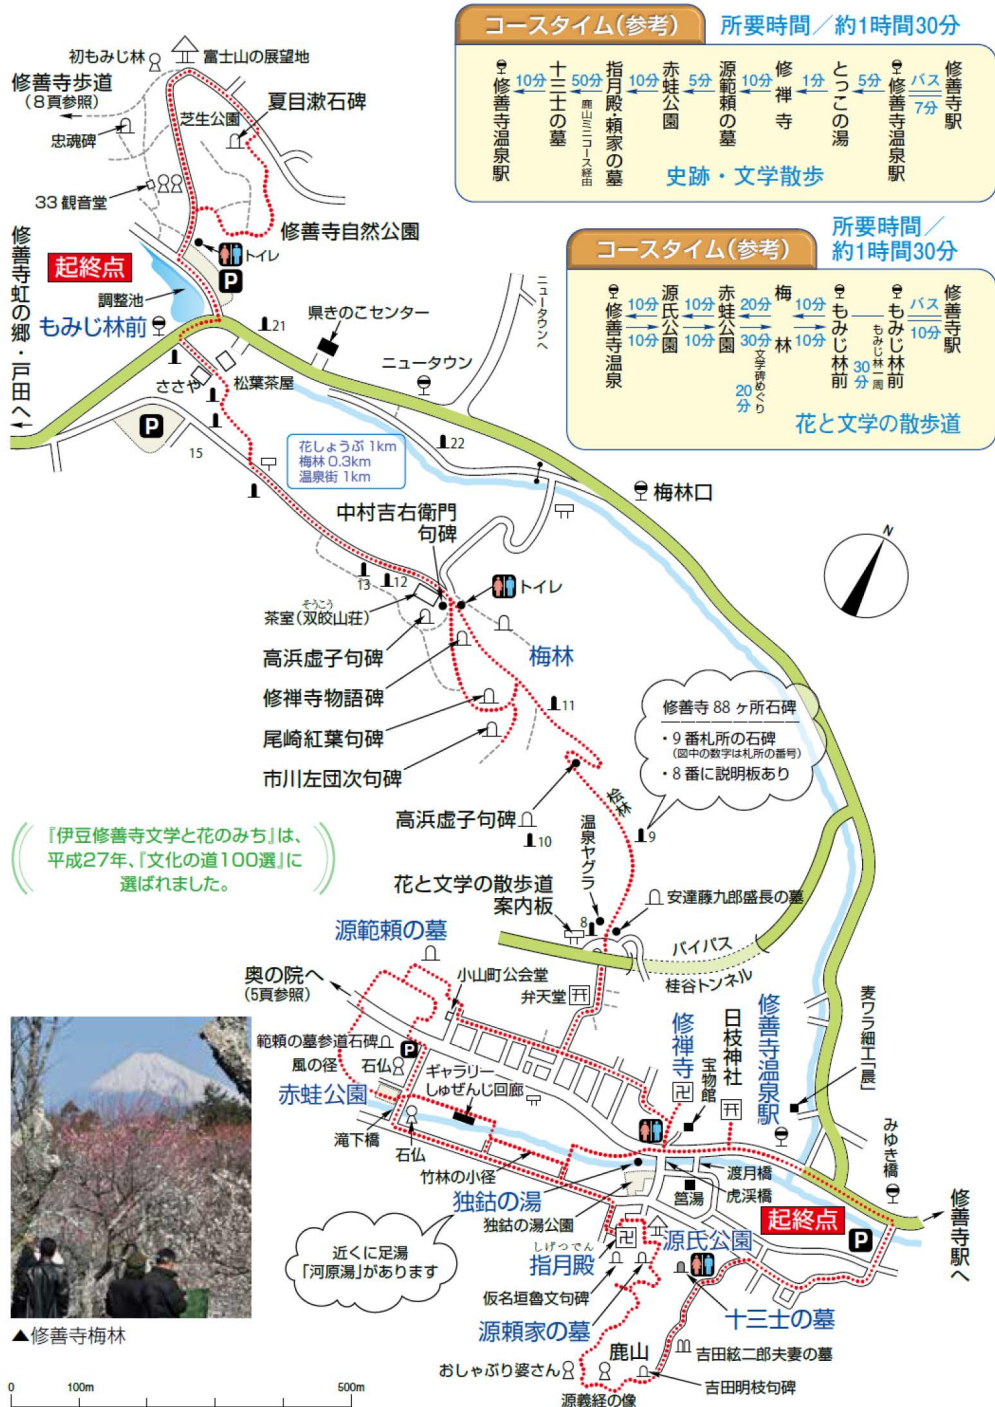 コースタイム(参考)
所要時間／約1時間30分
修善寺駅
バス
7分
修善寺温泉駅
5分
とっこの湯
1分
修禅寺
10分
源範頼の墓
5分
赤蛙公園
10分
指月殿・頼家の墓
50分
鹿山ミニコース経由
十三士の墓
10分
修善寺温泉駅
史跡・文学散歩
コースタイム(参考)
所要時間／
約1時間30分
修善寺駅
バス
10分
もみじ林前
もみじ林一周
30分
もみじ林前
10分
10分
梅林
20分
30分
文学碑めぐり
20分
赤蛙公園
10分
10分
源氏公園
10分
10分
修善寺温泉
花と文学の散歩道
初もみじ林
富士山の展望地
修善寺歩道
(8頁参照)
夏目漱石碑
芝生公園
忠魂碑
33観音堂
修善寺自然公園
トイレ
P
起終点
調整池
もみじ林前
修善寺虹の郷・戸田へ
21
県きのこセンター
ニュータウン
ニュータウンへ
ささや
松葉茶屋
P
15
22
花しょうぶ 1km
梅林 0.3km
温泉街 1km
梅林口
N
中村吉右衛門
句碑
13
12
トイレ
そうこう
茶室(双皎山荘)
高浜虚子句碑
梅林
修禅寺物語碑
尾崎紅葉句碑
11
市川左団次句碑
修善寺 88 ヶ所石碑
・9 番札所の石碑
(図中の数字は札所の番号)
・8 番に説明板あり
桧林
高浜虚子句碑
10
9
温泉ヤグラ
『伊豆修善寺文学と花のみち』は、
平成27年、『文化の道100選』に
選ばれました。
花と文学の散歩道
案内板
8
安達藤九郎盛長の墓
バイパス
桂谷トンネル
源範頼の墓
奥の院へ
(5頁参照)
小山町公会堂
弁天堂
範頼の墓参道石碑
P
風の径
石仏
ギャラリー
しゅぜんじ回廊
赤蛙公園
修禅寺
宝物館
日枝神社
修善寺温泉駅
麦ワラ細工「晨」
みゆき橋
滝下橋
石仏
竹林の小径
独鈷の湯
独鈷の湯公園
渡月橋
虎渓橋
筥湯
起終点
P
修善寺駅へ
近くに足湯
「河原湯」があります
しげつでん
指月殿
源氏公園
仮名垣魯文句碑
源頼家の墓
十三士の墓
鹿山
吉田絃二郎夫妻の墓
おしゃぶり婆さん
吉田明枝句碑
源義経の像
▲修善寺梅林
0
100m
500m